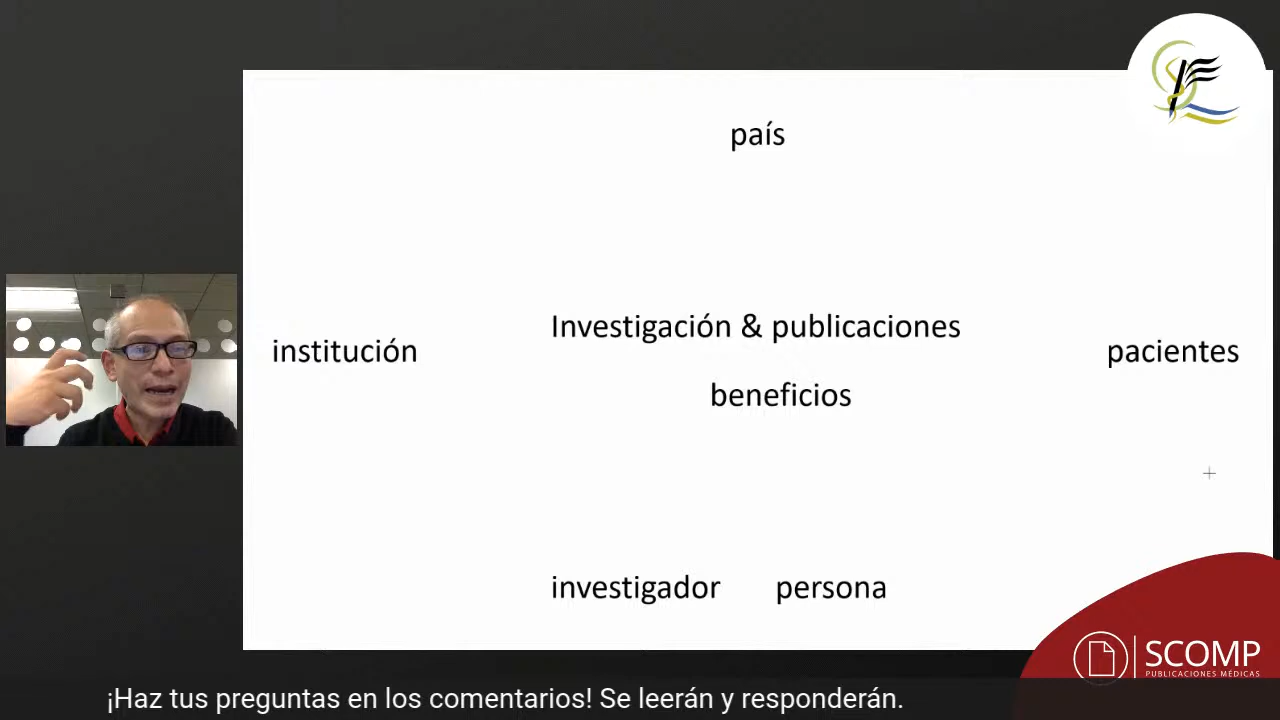 país
Investigación & publicaciones
institución
pacientes
beneficios
investigador persona
SCOMP
PUBLICACIONES MÉDICAS
¡Haz tus preguntas en los comentarios! Se leerán y responderán.